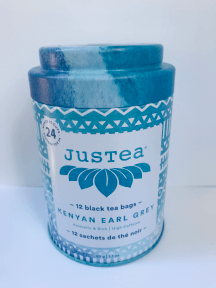 24
JUSTEA
~ 12 black tea bags ~
KENYAN EARL GREY
~ 12 sachets de thé noir ~